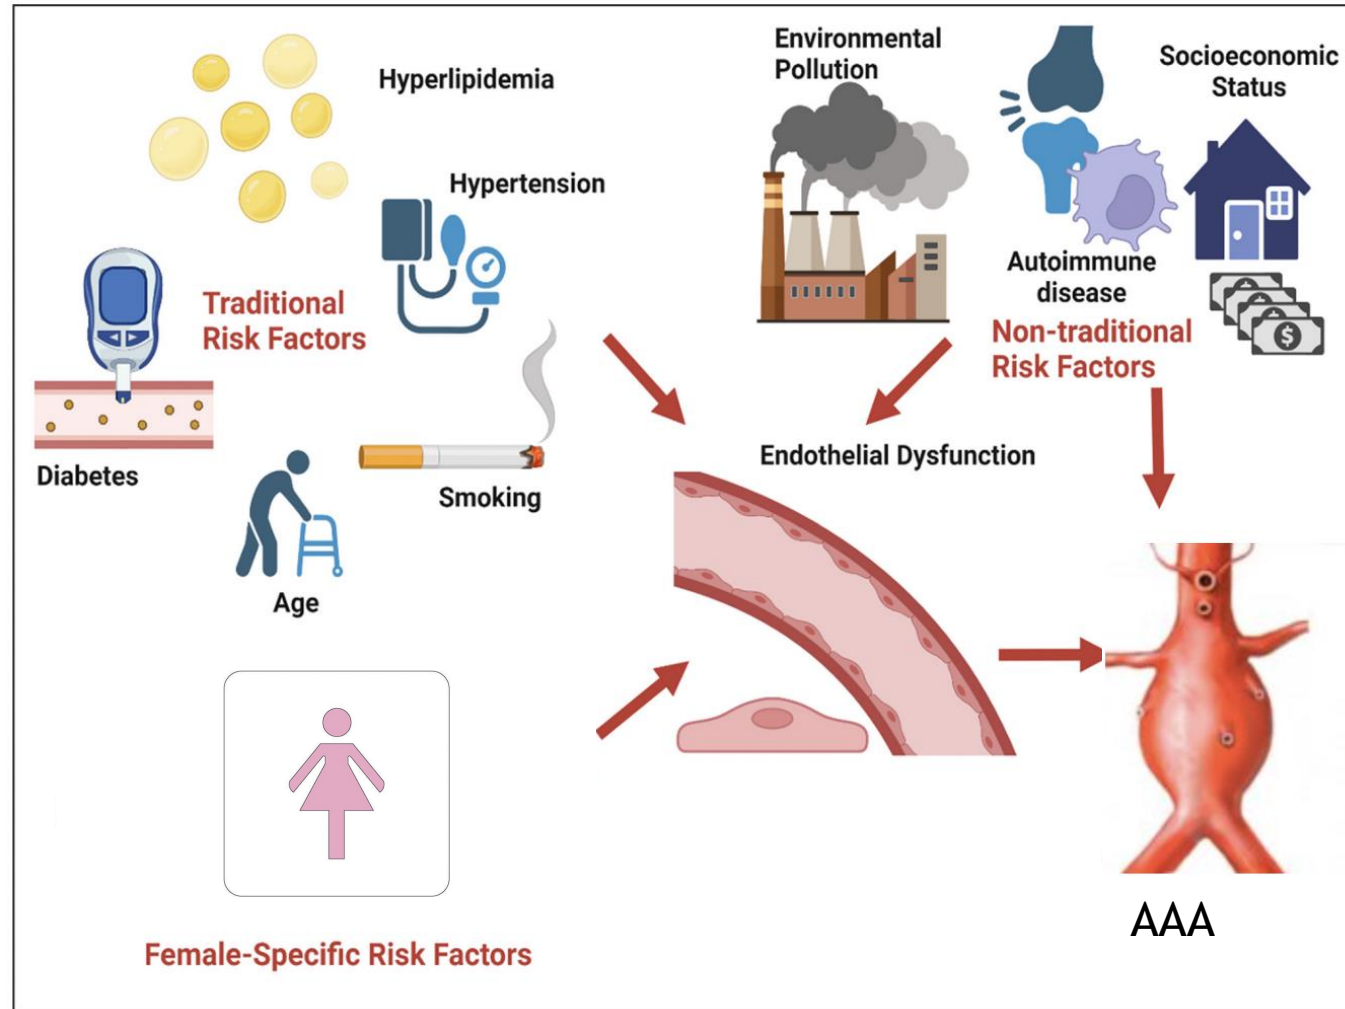 Hyperlipidemia
Hypertension
Traditional
Risk Factors
Diabetes
Smoking
Age
Environmental
Pollution
Socioeconomic
Status
Autoimmune
disease
Non-traditional
Risk Factors
$
Endothelial Dysfunction
AAA
Female-Specific Risk Factors